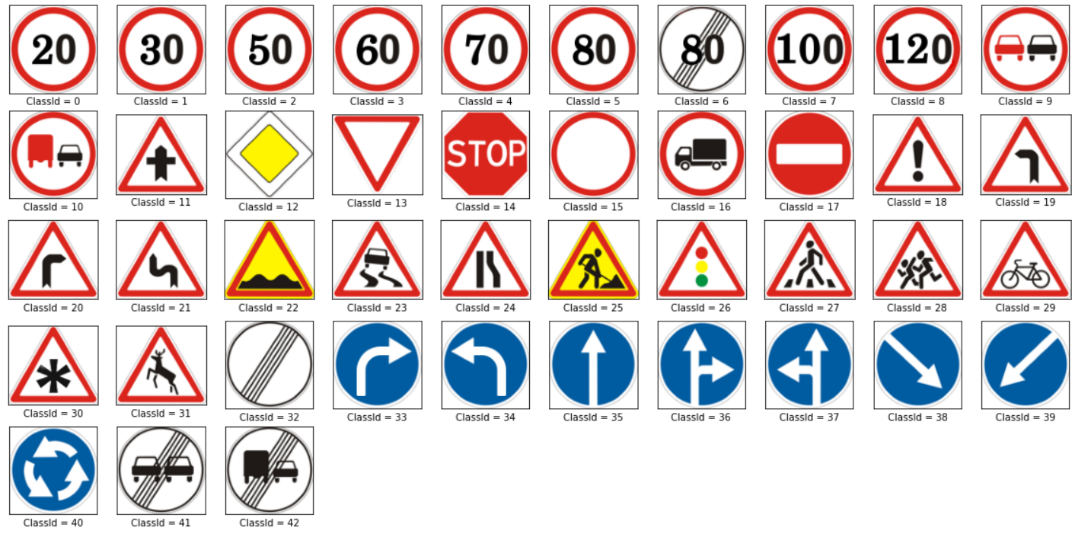 20 30 50 60 70 80 80 100 120
ClassId = 0 ClassId = 1 ClassId = 2 ClassId = 3 ClassId = 4 ClassId = 5 ClassId = 6 ClassId = 7 ClassId = 8 ClassId = 9
STOP
ClassId = 10 ClassId = 11 ClassId = 12 ClassId = 13 ClassId = 14 ClassId = 15 ClassId = 16 ClassId = 17 ClassId = 18 ClassId = 19
ClassId = 20 ClassId = 21 ClassId = 22 ClassId = 23 ClassId = 24 ClassId = 25 ClassId = 26 ClassId = 27 ClassId = 28 ClassId = 29
ClassId = 30 ClassId = 31 ClassId = 32 ClassId = 33 ClassId = 34 ClassId = 35 ClassId = 36 ClassId = 37 ClassId = 38 ClassId = 39
ClassId = 40 ClassId = 41 ClassId = 42